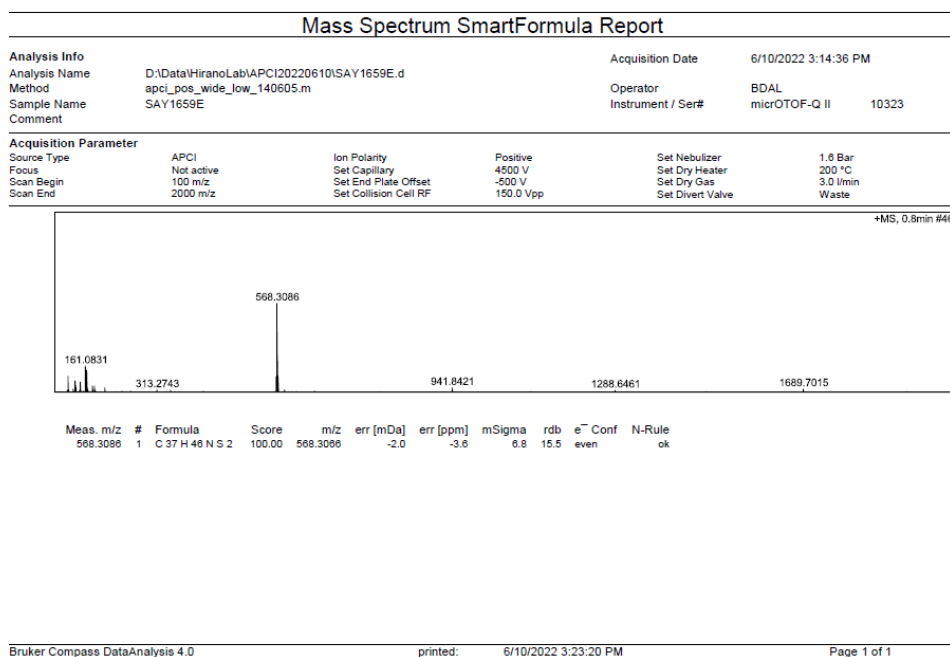 Mass Spectrum SmartFormula Report
Analysis Info
Acquisition Date 6/10/2022 3:14:36 PM
Analysis Name D:\Data\HiranoLab\APCI20220610\SAY1659E.d
Method apci_pos_wide_low_140605.m Operator BDAL
Sample Name SAY1659E Instrument / Ser# micrOTOF-Q II 10323
Comment
Acquisition Parameter
Source Type APCI Ion Polarity Positive Set Nebulizer 1.6 Bar
Focus Not active Set Capillary 4500 V Set Dry Heater 200 °C
Scan Begin 100 m/z Set End Plate Offset -500 V Set Dry Gas 3.0 l/min
Scan End 2000 m/z Set Collision Cell RF 150.0 Vpp Set Divert Valve Waste
+MS, 0.8min #46
568.3086
161.0831
313.2743
941.8421
1288.6461
1689.7015
Meas. m/z # Formula Score m/z err [mDa] err [ppm] mSigma rdb e¯ Conf N-Rule
568.3086 1 C 37 H 46 N S 2 100.00 568.3066 -2.0 -3.6 6.8 15.5 even ok
Bruker Compass DataAnalysis 4.0 printed: 6/10/2022 3:23:20 PM Page 1 of 1